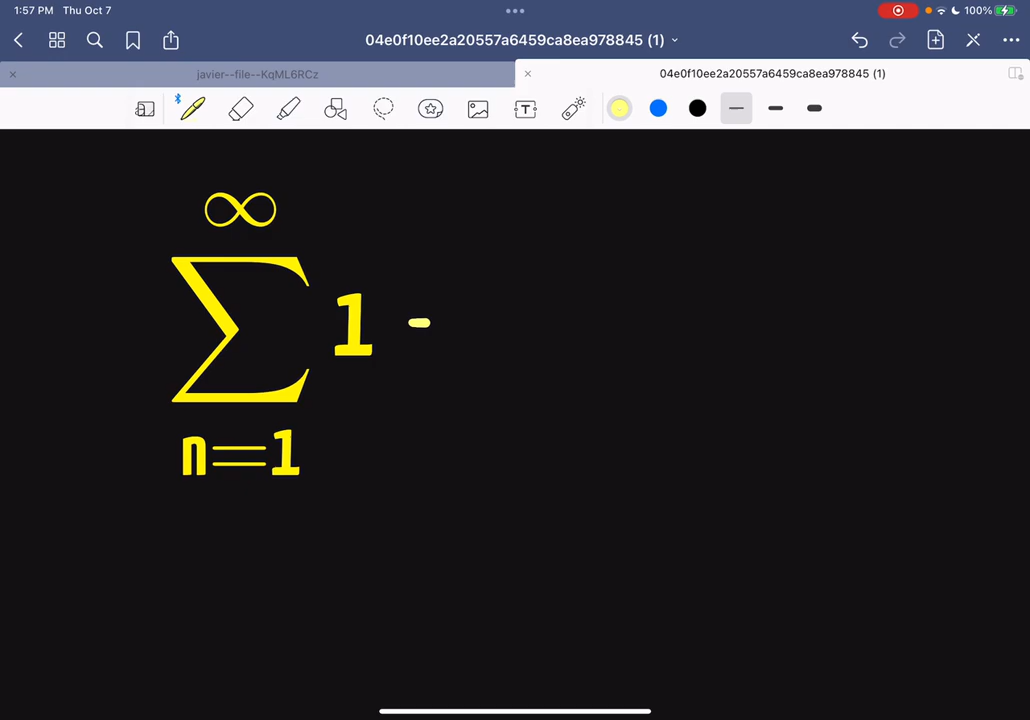 1:57 PM Thu Oct 7
100%
04e0f10ee2a20557a6459ca8ea978845 (1)
javier--file--KqML6RCz
04e0f10ee2a20557a6459ca8ea978845 (1)
T
∞
∑ 1 -
n=1